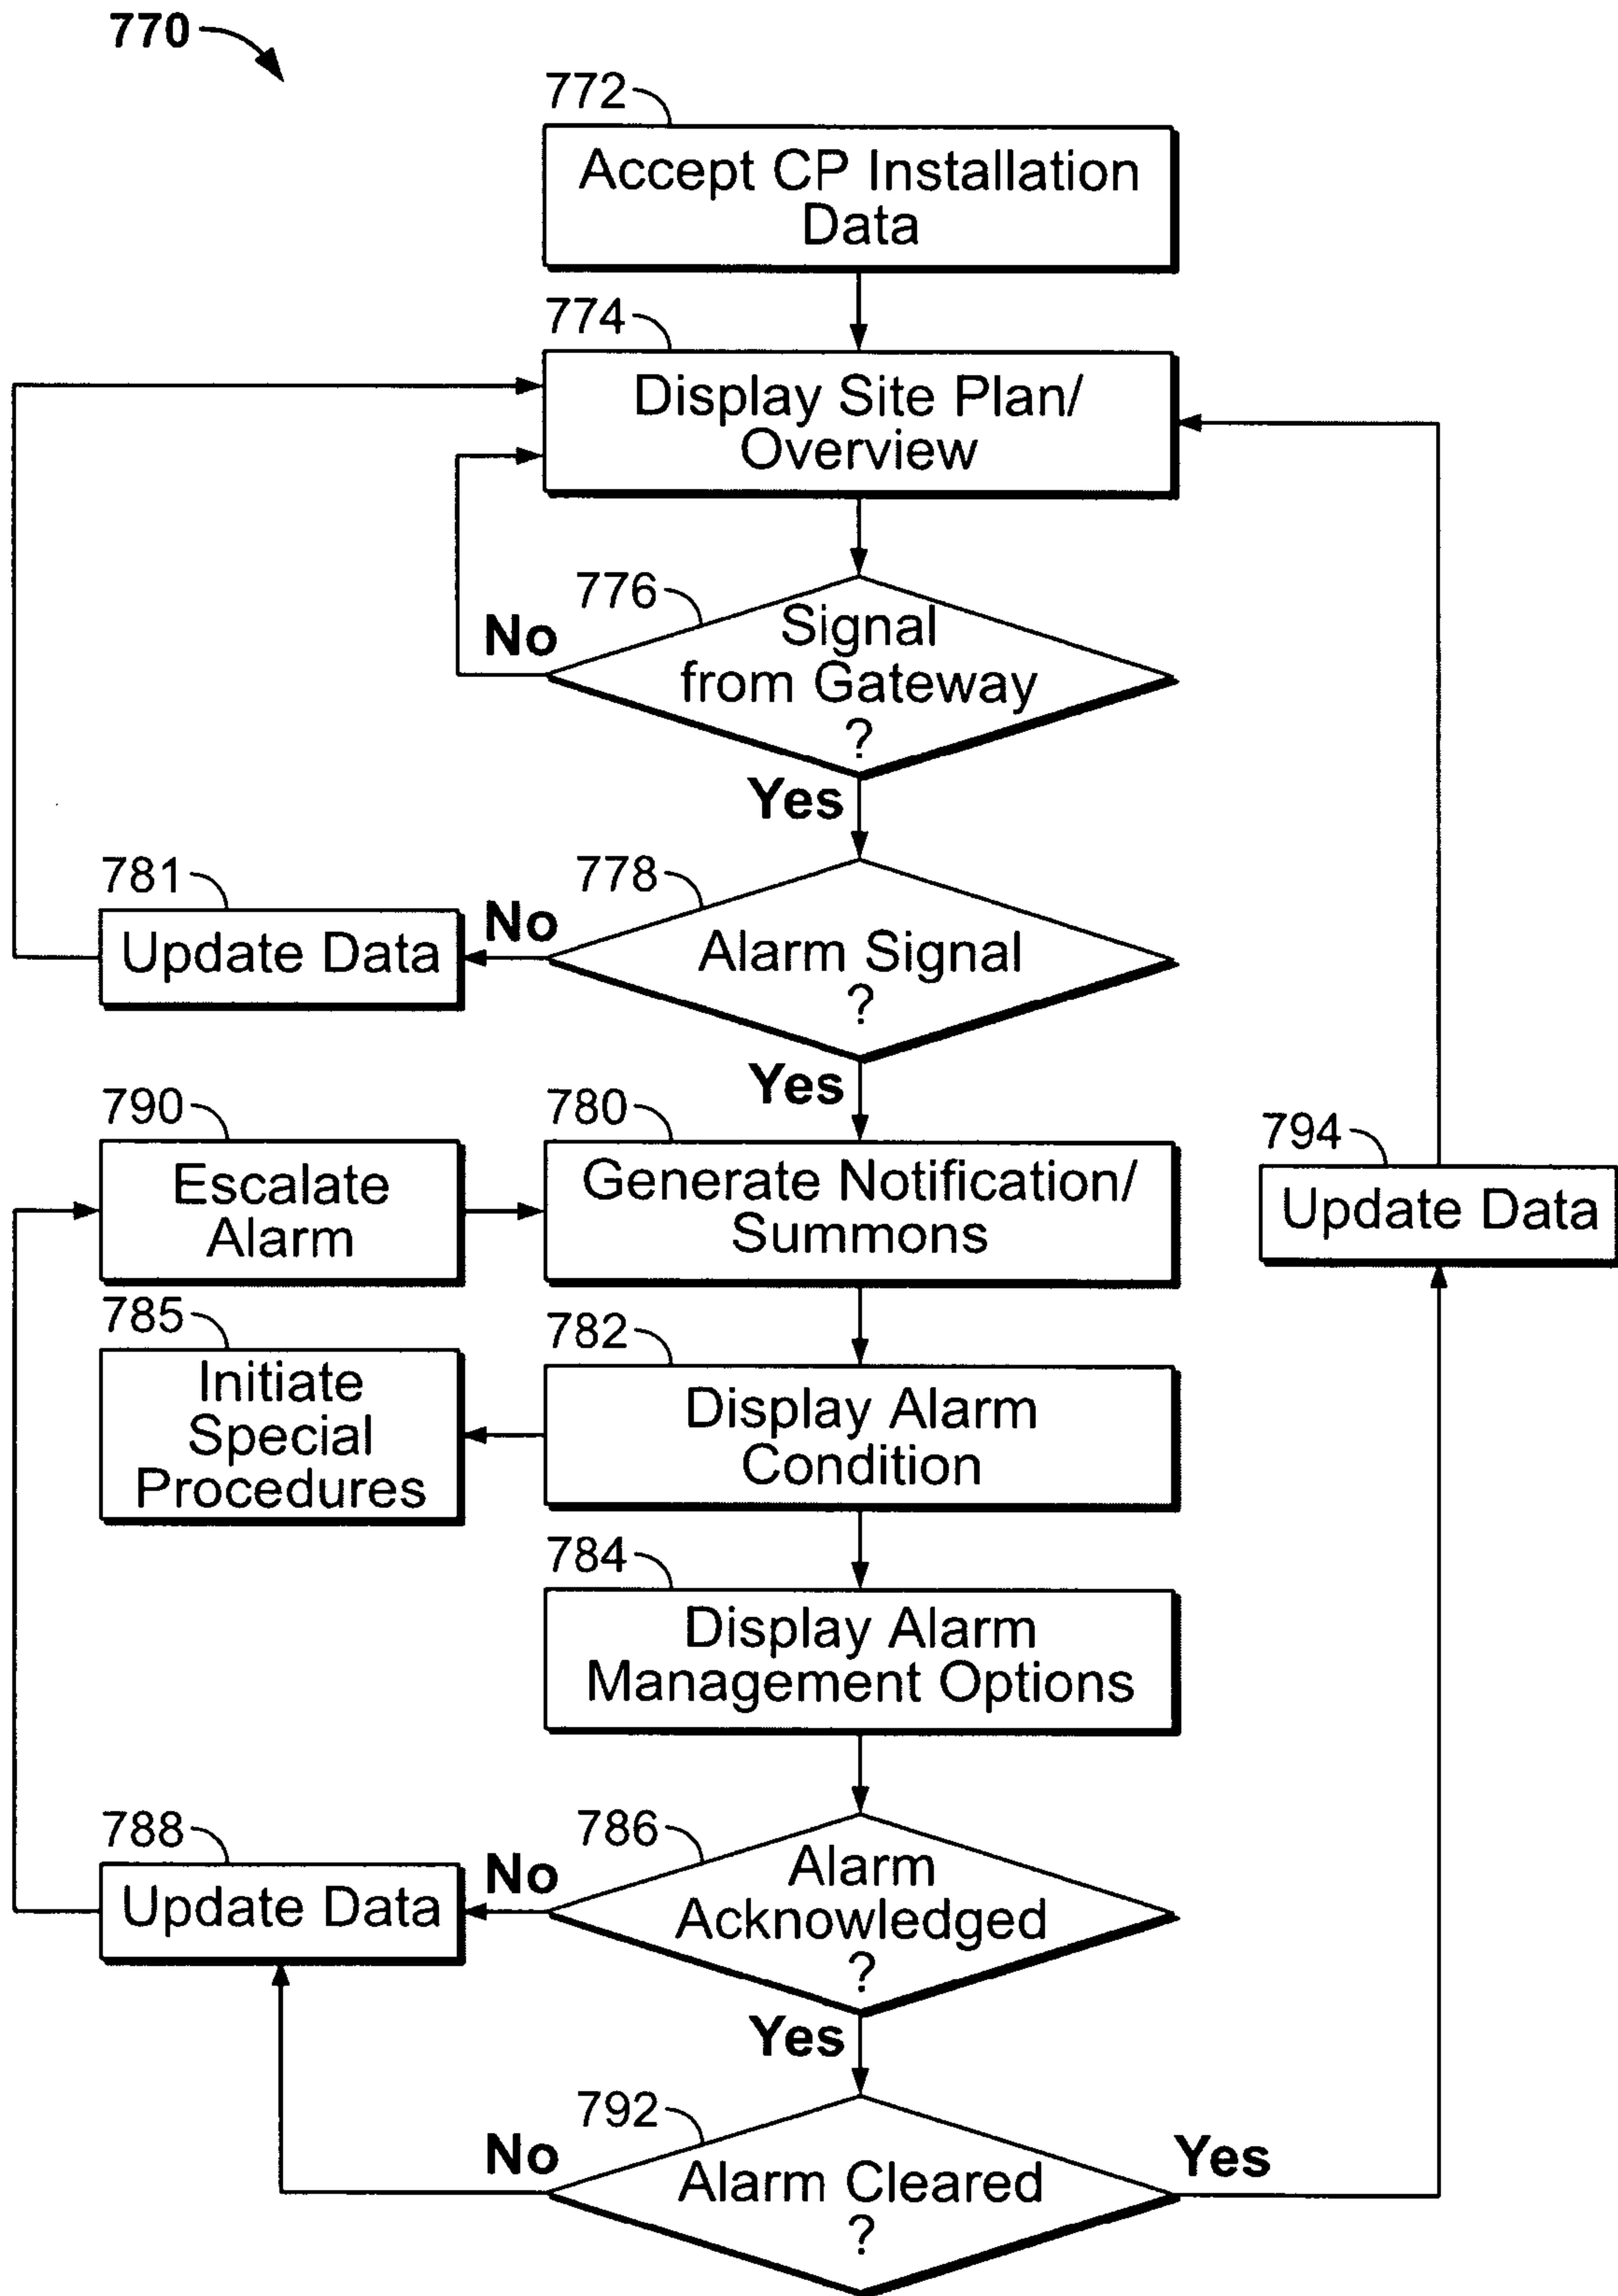 770
772
Accept CP Installation
Data
774
Display Site Plan/
Overview
776
Signal
from Gateway
?
No
Yes
781
Update Data
778
No
Alarm Signal
?
Yes
790
Escalate
Alarm
780
Generate Notification/
Summons
794
Update Data
785
Initiate
Special
Procedures
782
Display Alarm
Condition
784
Display Alarm
Management Options
788
Update Data
786
No
Alarm
Acknowledged
?
Yes
792
No
Alarm Cleared
?
Yes